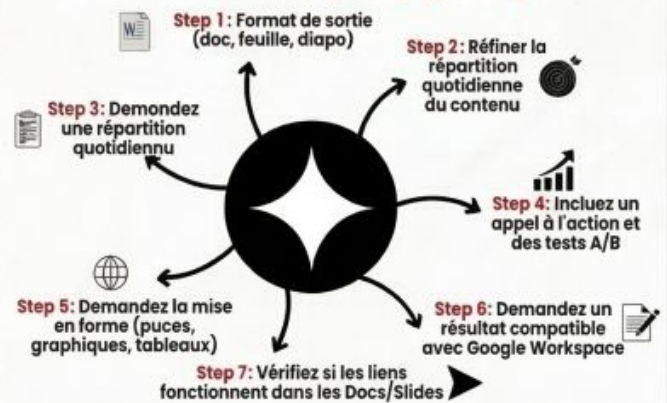 Step 1: Format de sortie
(doc, feuille, diapo)
Step 2: Réfiner la
répartition
quotidienne
du contenu
Step 3: Demondez
une répartition
quotidiennu
Step 4: Incluez un
appel à l'action et
des tests A/B
Step 5: Demandez la mise
en forme (puces,
graphiques, tableaux)
Step 6: Demandez un
résultat compatible
avec Google Workspace
Step 7: Vérifiez si les liens
fonctionnent dans les Docs/Slides